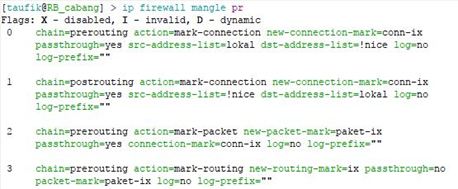 [taufik@RB_cabang] > ip firewall mangle pr
Flags: X - disabled, I - invalid, D - dynamic
0 chain=prerouting action=mark-connection new-connection-mark=conn-ix
passthrough=yes src-address-list=lokal dst-address-list=!nice log=no
log-prefix=""
1 chain=postrouting action=mark-connection new-connection-mark=conn-ix
passthrough=yes src-address-list=!nice dst-address-list=lokal log=no
log-prefix=""
2 chain=prerouting action=mark-packet new-packet-mark=paket-ix
passthrough=yes connection-mark=conn-ix log=no log-prefix=""
3 chain=prerouting action=mark-routing new-routing-mark=ix passthrough=no
packet-mark=paket-ix log=no log-prefix=""